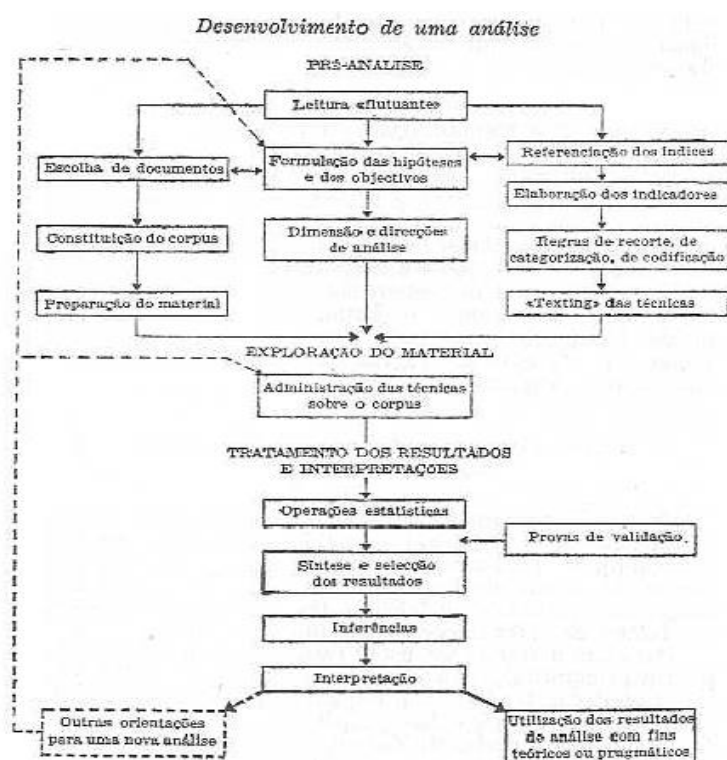 Desenvolvimento de uma análise
PRÉ-ANÁLISE
Leitura «flutuante»
Escolha de documentos
Formulação das hipóteses
e dos objectivos
Referenciação dos índices
Elaboração dos indicadores
Constituição do corpus
Dimensão e direcções
de análise
Regras de recorte, de
categorização, de codificação
Preparação do material
«Texting» das técnicas
EXPLORAÇÃO DO MATERIAL
Administração das técnicas
sobre o corpus
TRATAMENTO DOS RESULTADOS
E INTERPRETAÇÕES
Operações estatísticas
Provas de validação
Síntese e selecção
dos resultados
Inferências
Interpretação
Outras orientações
para uma nova análise
Utilização dos resultados
de análise com fins
teóricos ou pragmáticos